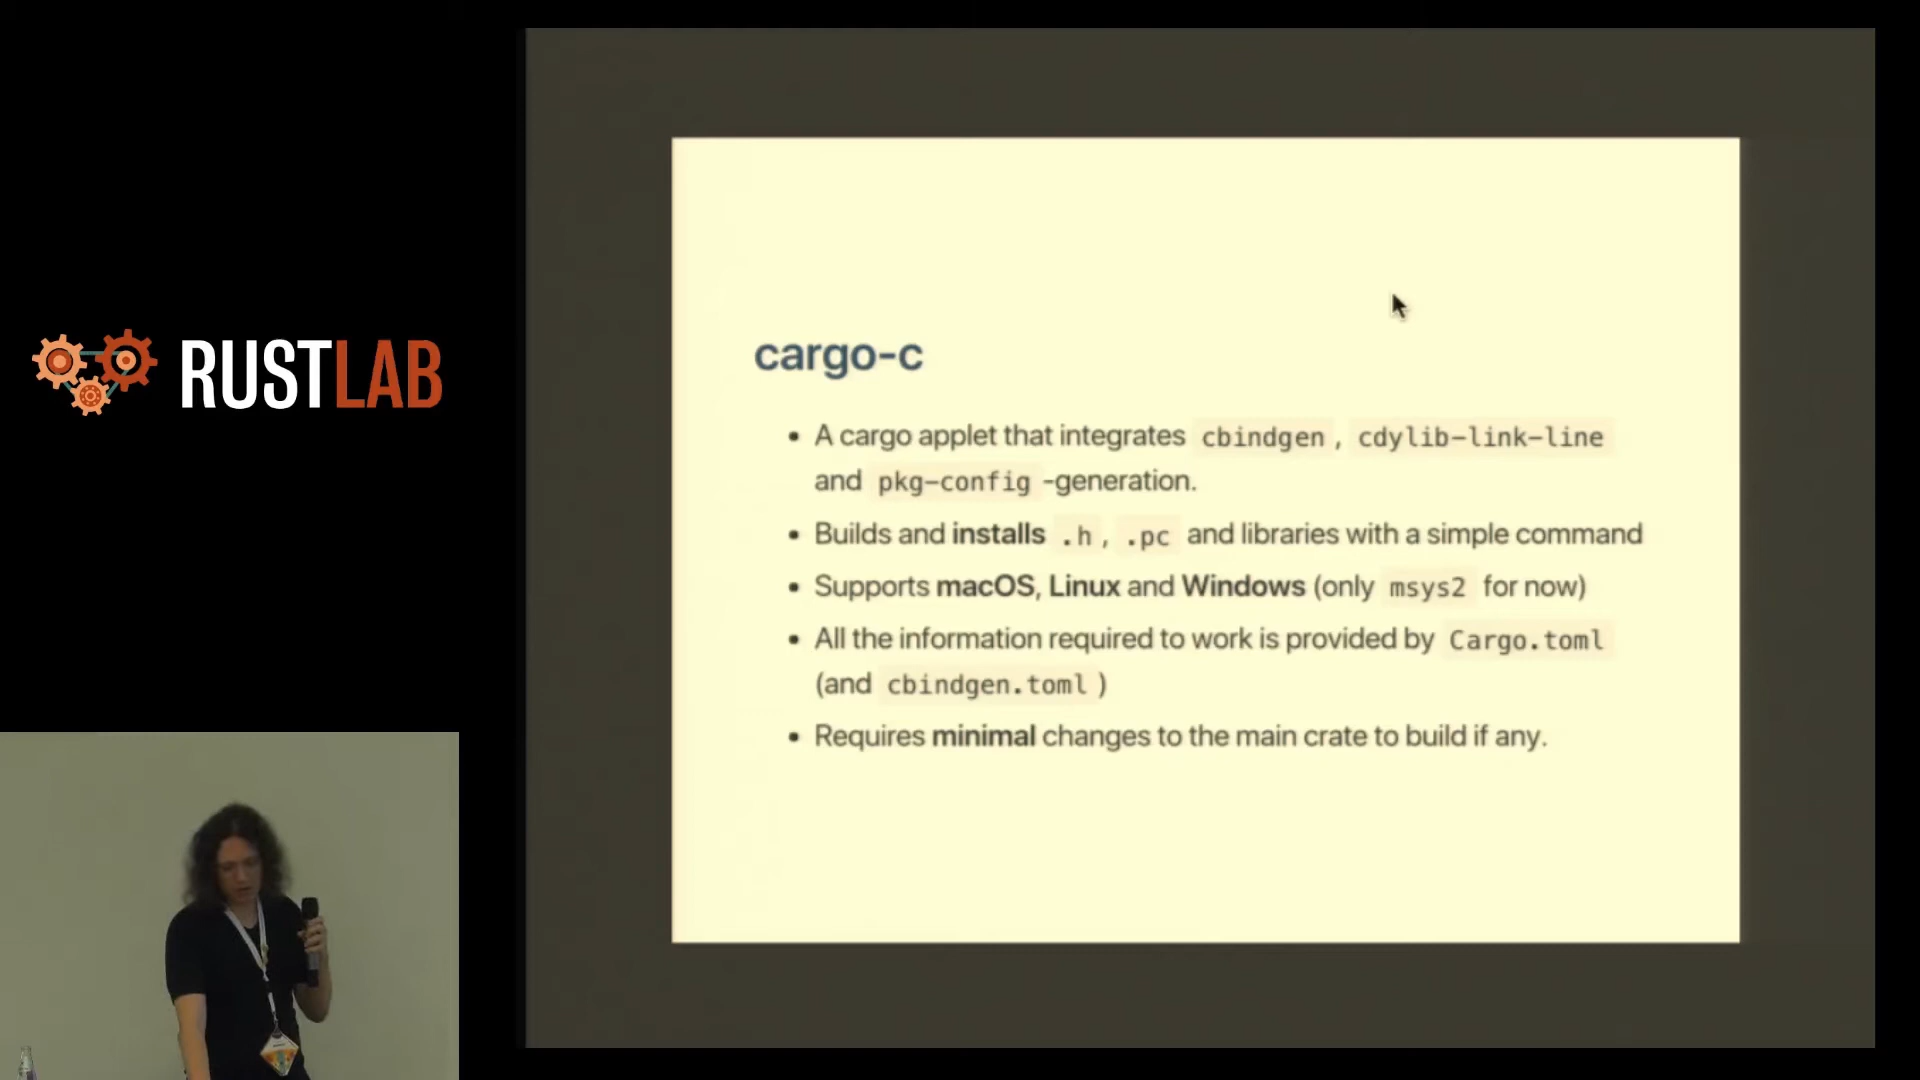 RUSTLAB
cargo-c
• A cargo applet that integrates cbindgen, cdylib-link-line
and pkg-config -generation.
• Builds and installs .h, .pc and libraries with a simple command
• Supports macOS, Linux and Windows (only msys2 for now)
• All the information required to work is provided by Cargo.toml
(and cbindgen.toml )
• Requires minimal changes to the main crate to build if any.